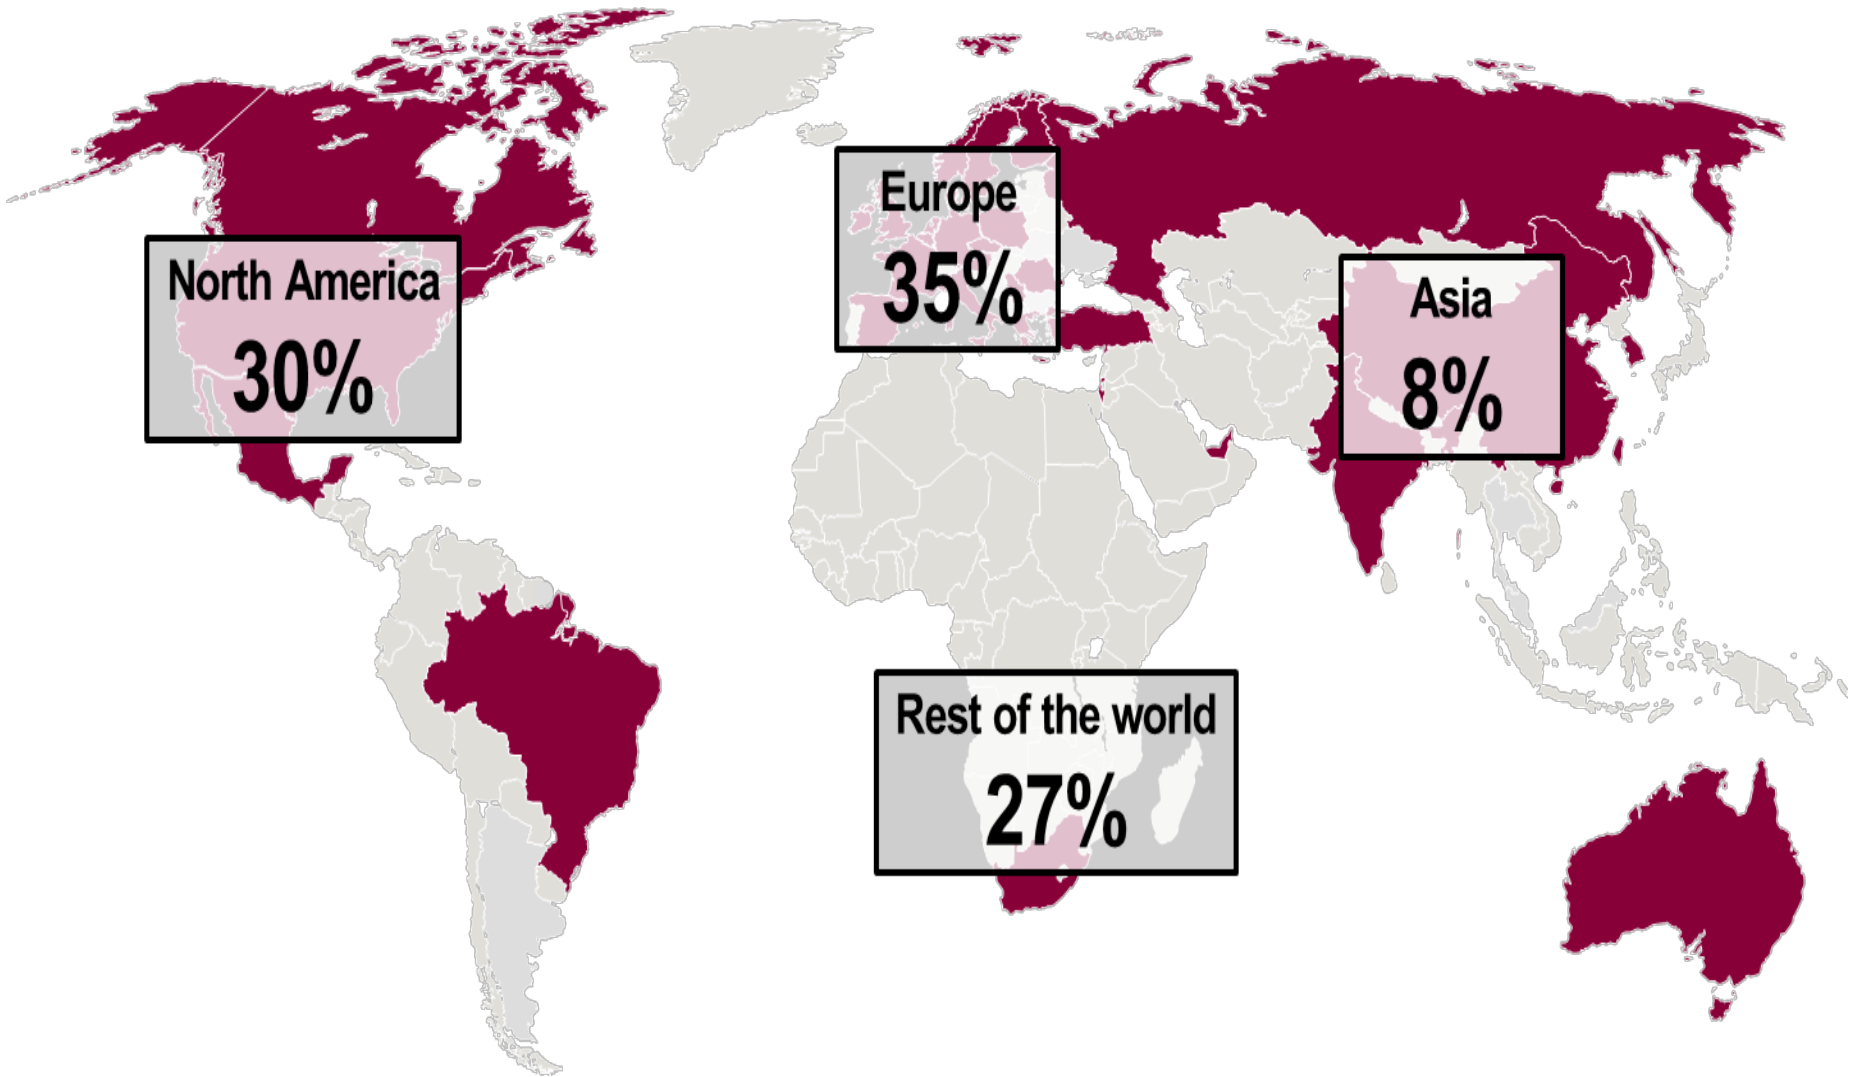 North America
30%
Europe
35%
Asia
8%
Rest of the world
27%